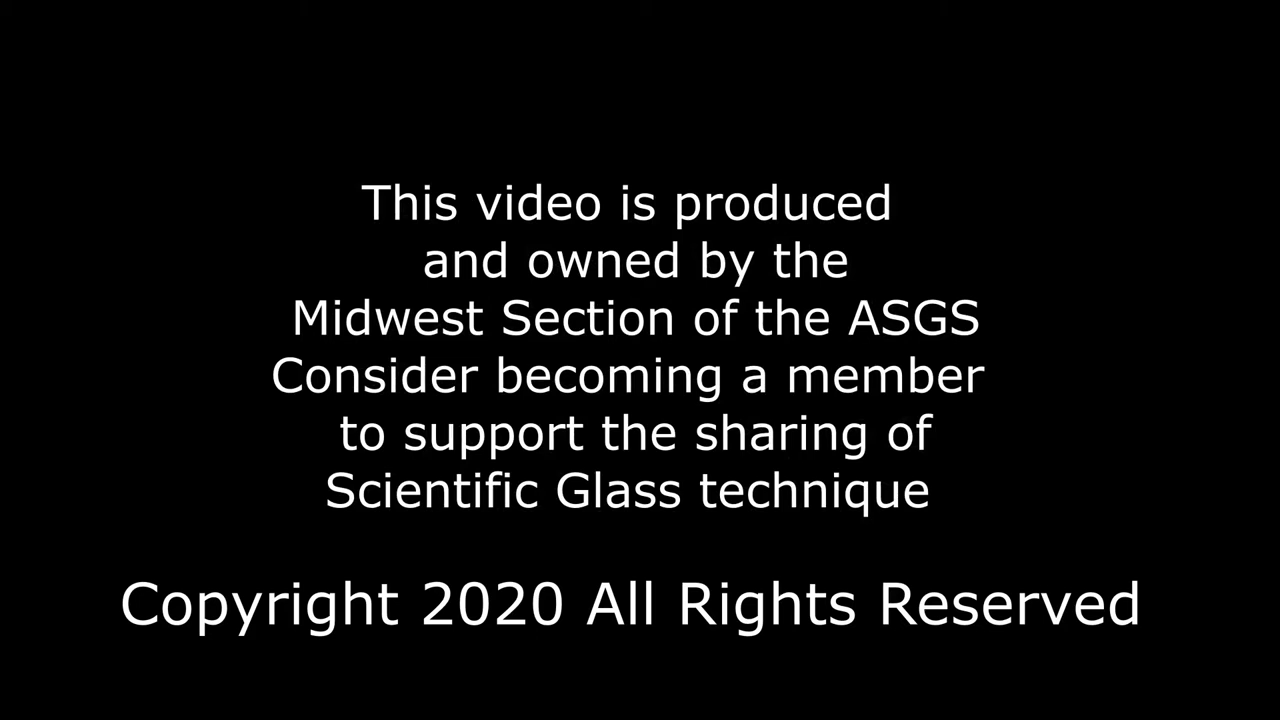 This video is produced
and owned by the
Midwest Section of the ASGS
Consider becoming a member
to support the sharing of
Scientific Glass technique
Copyright 2020 All Rights Reserved